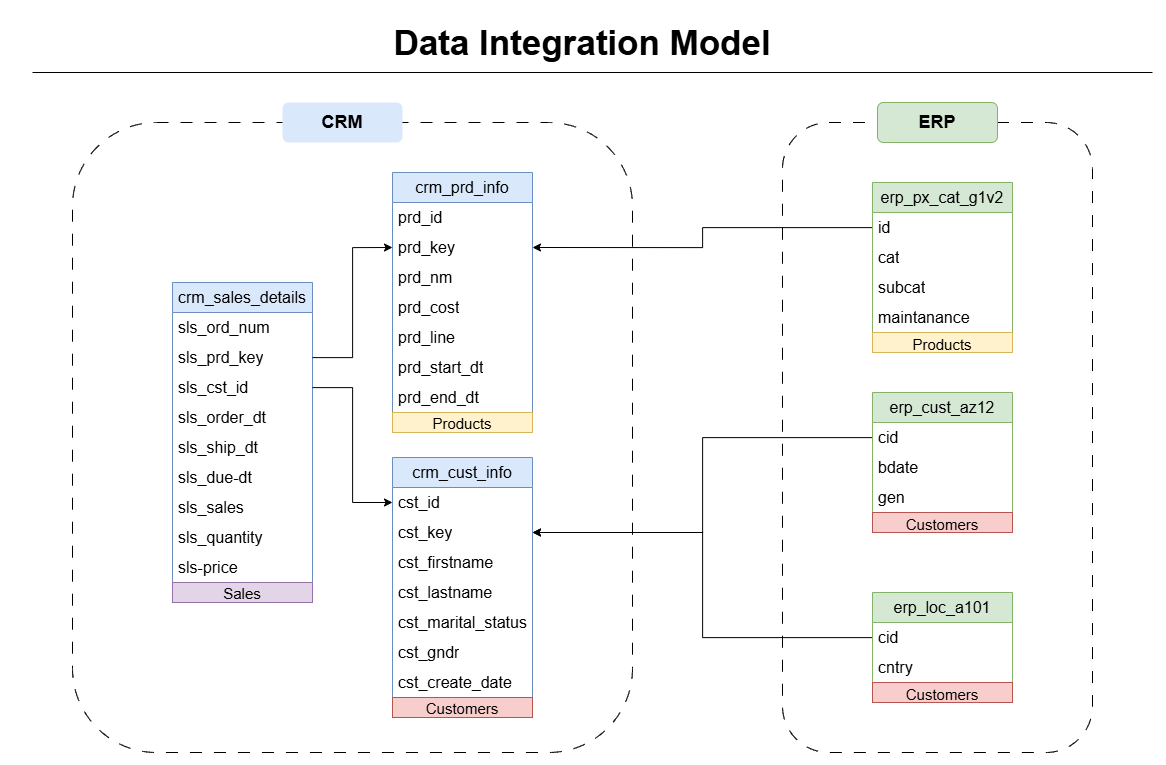 Data Integration Model
CRM
crm_sales_details
sls_ord_num
sls_prd_key
sls_cst_id
sls_order_dt
sls_ship_dt
sls_due-dt
sls_sales
sls_quantity
sls-price
Sales
crm_prd_info
prd_id
prd_key
prd_nm
prd_cost
prd_line
prd_start_dt
prd_end_dt
Products
crm_cust_info
cst_id
cst_key
cst_firstname
cst_lastname
cst_marital_status
cst_gndr
cst_create_date
Customers
ERP
erp_px_cat_g1v2
id
cat
subcat
maintanance
Products
erp_cust_az12
cid
bdate
gen
Customers
erp_loc_a101
cid
cntry
Customers